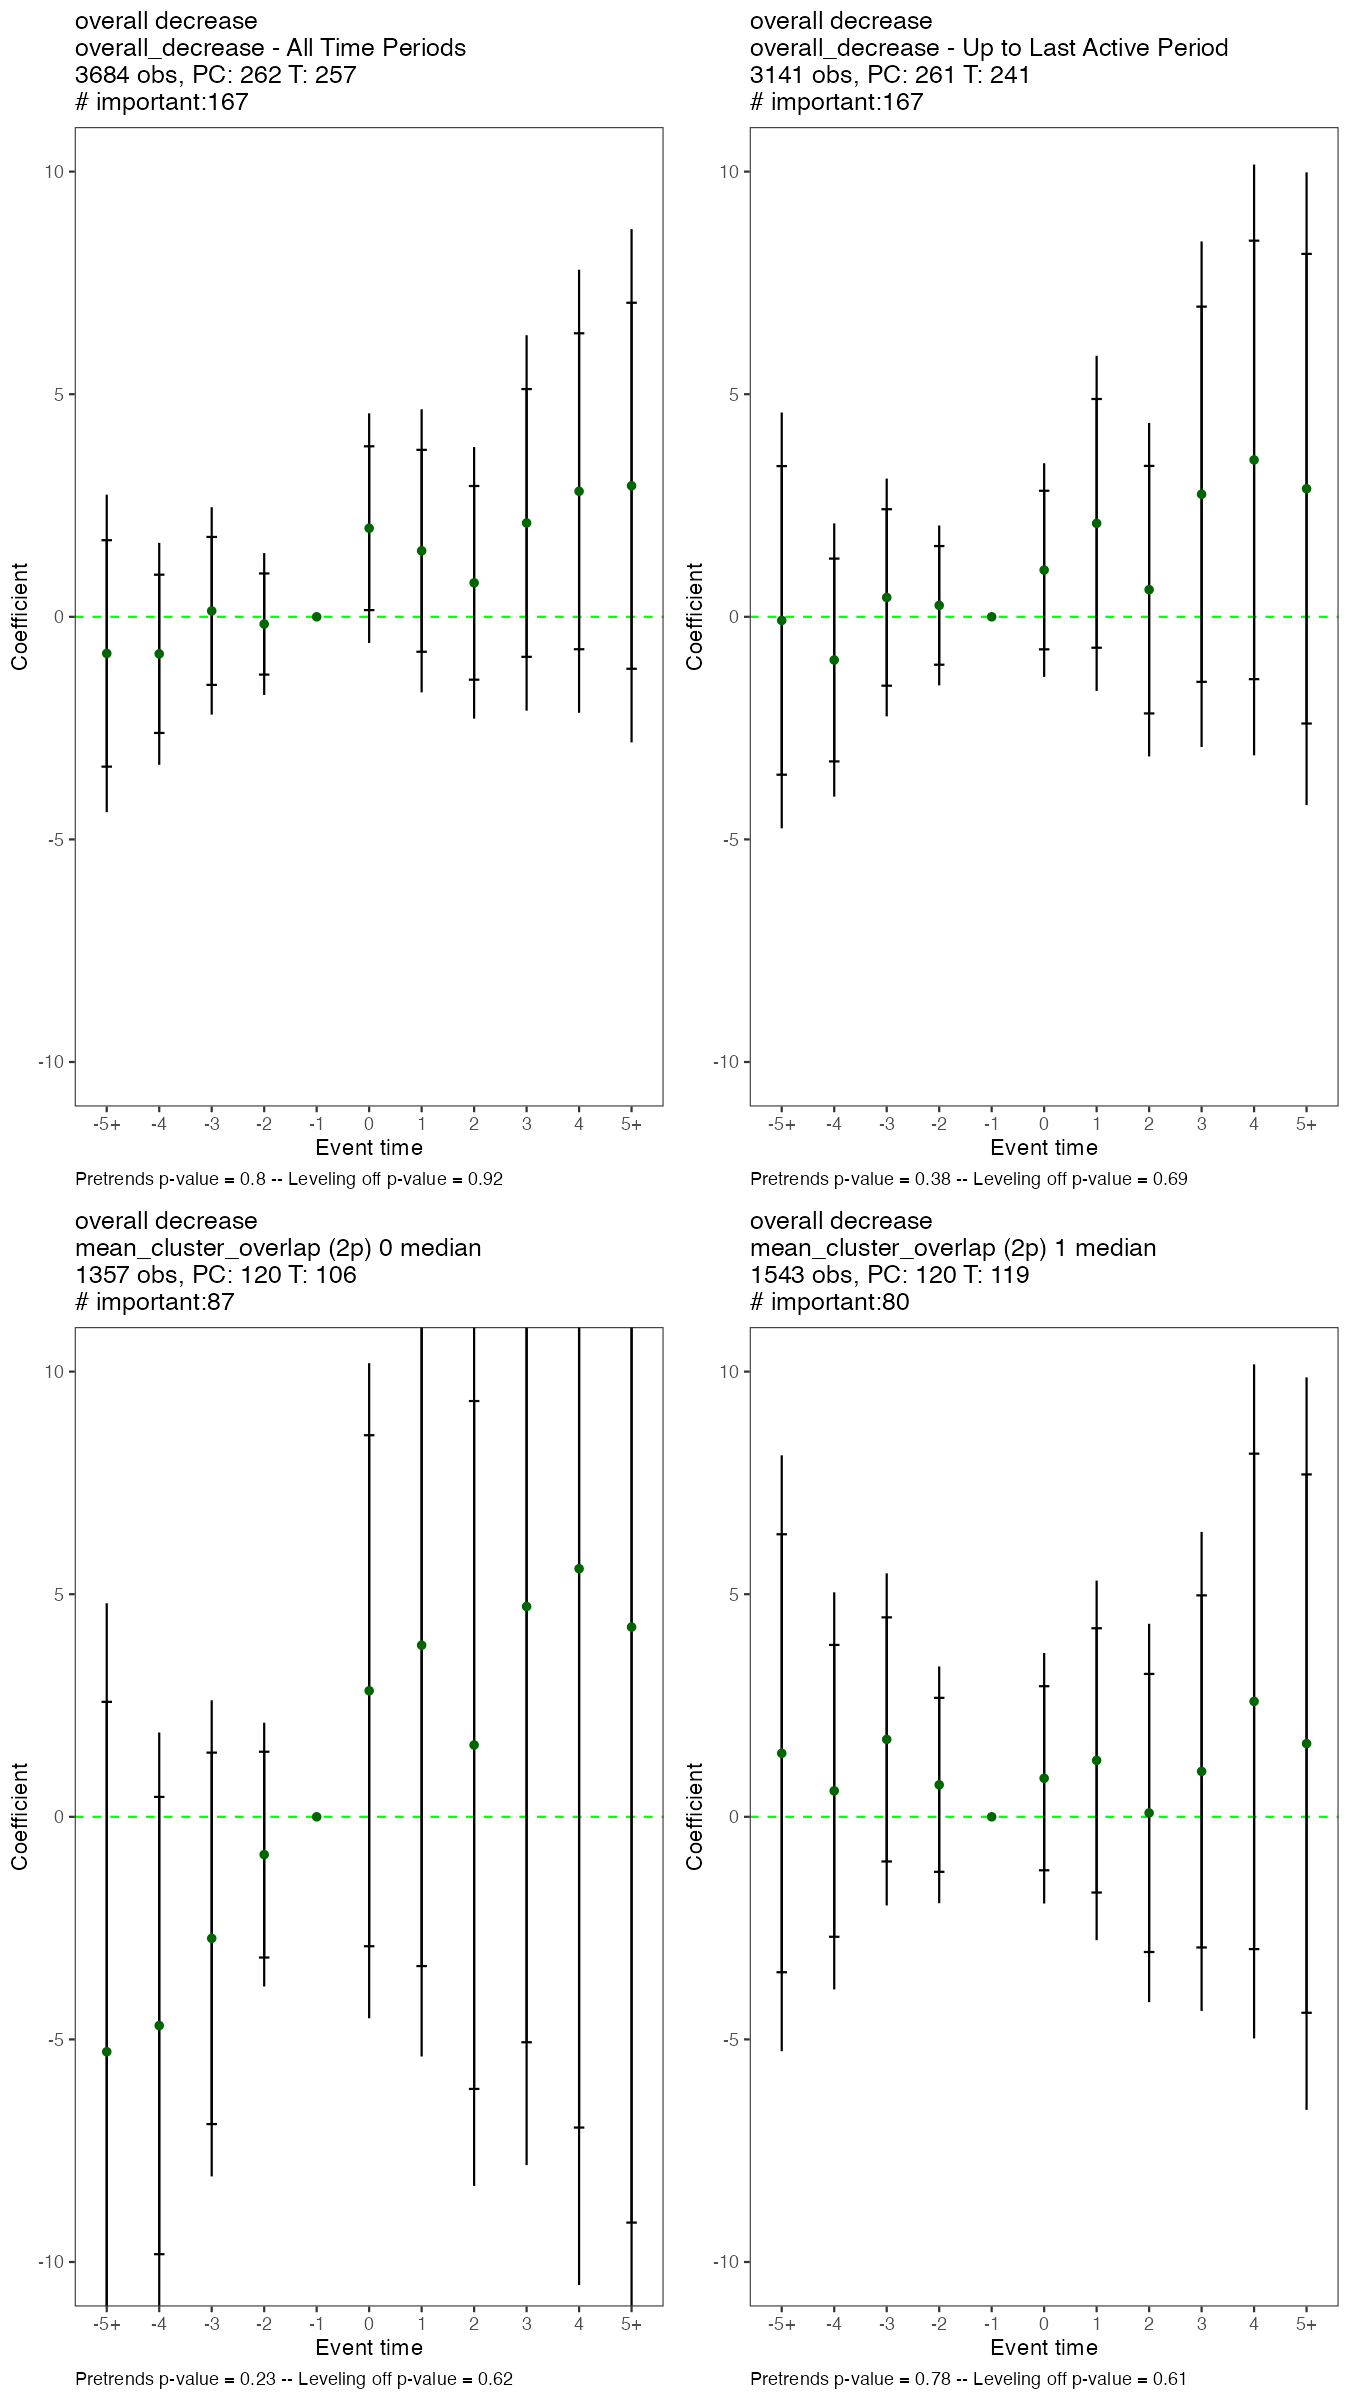 overall decrease
overall_decrease - All Time Periods
3684 obs, PC: 262 T: 257
# important:167
10
5
0
-5
-10
Coefficient
-5+ -4 -3 -2 -1 0 1 2 3 4 5+
Event time
Pretrends p-value = 0.8 -- Leveling off p-value = 0.92
overall decrease
overall_decrease - Up to Last Active Period
3141 obs, PC: 261 T: 241
# important:167
10
5
0
-5
-10
Coefficient
-5+ -4 -3 -2 -1 0 1 2 3 4 5+
Event time
Pretrends p-value = 0.38 -- Leveling off p-value = 0.69
overall decrease
mean_cluster_overlap (2p) 0 median
1357 obs, PC: 120 T: 106
# important:87
10
5
0
-5
-10
Coefficient
-5+ -4 -3 -2 -1 0 1 2 3 4 5+
Event time
Pretrends p-value = 0.23 -- Leveling off p-value = 0.62
overall decrease
mean_cluster_overlap (2p) 1 median
1543 obs, PC: 120 T: 119
# important:80
10
5
0
-5
-10
Coefficient
-5+ -4 -3 -2 -1 0 1 2 3 4 5+
Event time
Pretrends p-value = 0.78 -- Leveling off p-value = 0.61